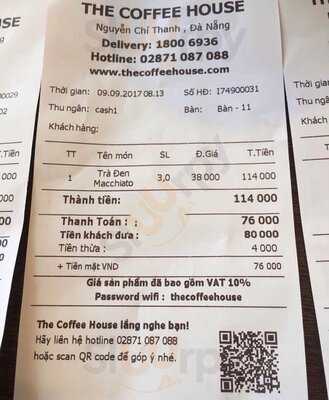 THE COFFEE HOUSE
Nguyễn Chí Thanh , Đà Nẵng
Delivery: 1800 6936
Hotline: 02871 087 088
www.thecoffeehouse.com
Thời gian: 09.09.2017 08.13 Số HĐ: 174900031
Thu ngân: cash1 Bàn: Bàn - 11
Khách hàng:
TT Tên món SL Đ.Giá T.Tiền
1 Trà Đen Macchiato 3,0 38 000 114 000
Thành tiền: 114 000
Thanh Toán : ; 76 000
Tiền khách đưa : 80 000
Tiền thừa : 4 000
+ Tiền mặt VND 76 000
Giá sản phẩm đã bao gồm VAT 10%
Password wifi : thecoffeehouse
The Coffee House lắng nghe bạn!
Hãy liên hệ hotline 02871 087 088
hoặc scan QR code để góp ý nhé.